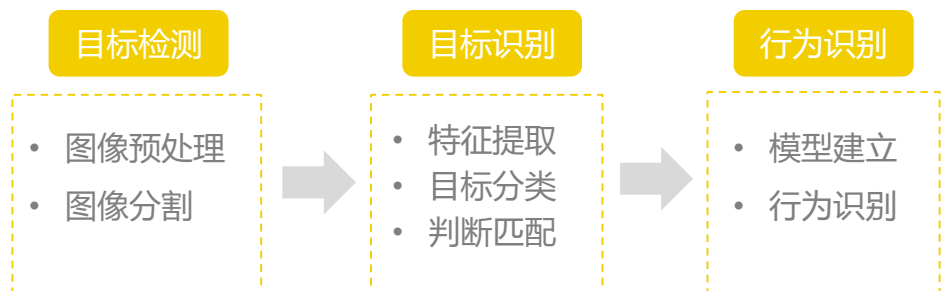 目标检测
• 图像预处理
• 图像分割
目标识别
• 特征提取
• 目标分类
• 判断匹配
行为识别
• 模型建立
• 行为识别